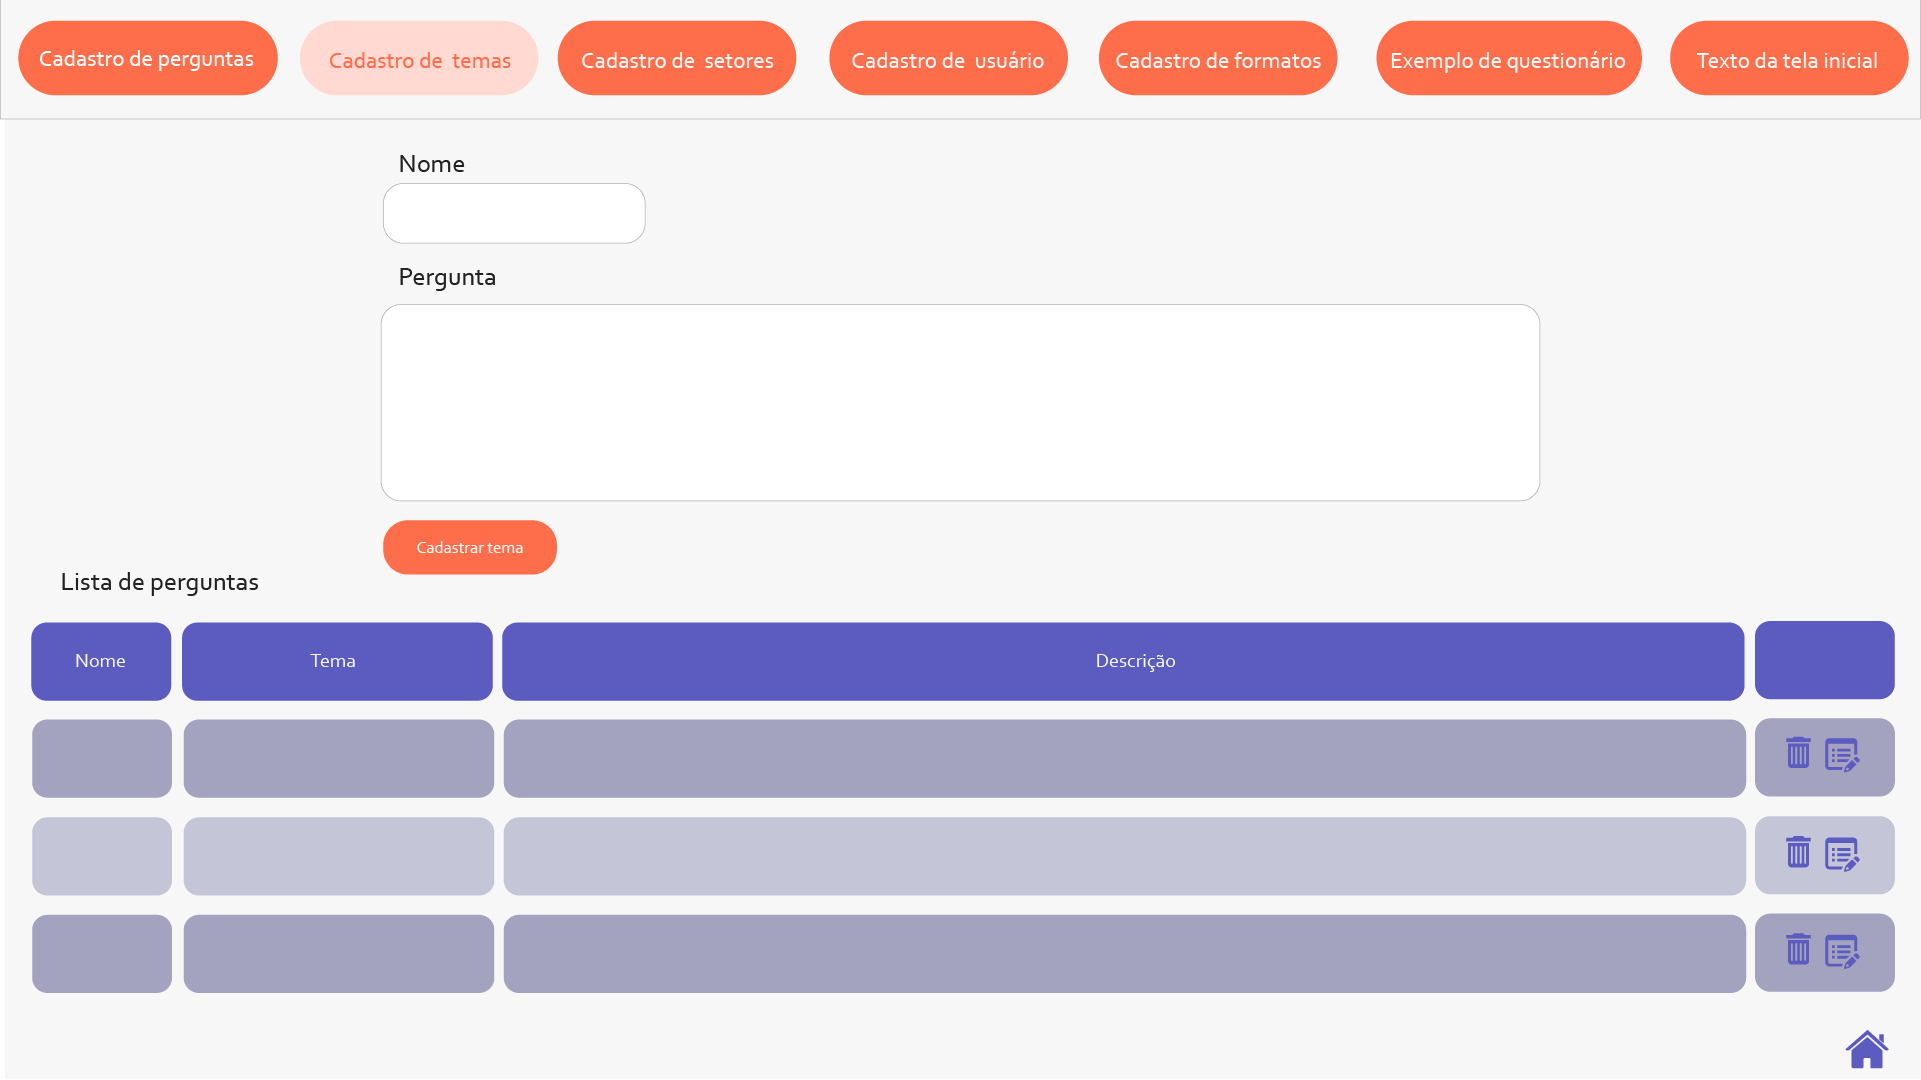 Cadastro de perguntas
Cadastro de  temas
Cadastro de  setores
Cadastro de  usuário
Cadastro de formatos
Exemplo de questionário
Texto da tela inicial
Nome
Pergunta
Cadastrar tema
Lista de perguntas
Nome
Tema
Descrição